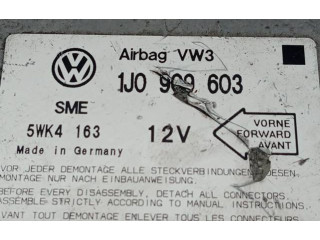 Airbag VW3
1J0 909 603
SME
5WK4 163
12V
VORNE
FORWARD
AVANT
Made in Germany
VOR JEDER DEMONTAGE ALLE STECKVERBINDUNGEN
NUR NACH EINBAUANWEISUNG.
BEFORE EVERY DISASSEMBLY, DETACH ALL CONNECTORS.
ASSEMBLE STRICTLY ACCORDING TO MANUAL INSTRUCTIONS.
AVANT TOUT DEMONTAGE ENLEVER TOUS LES CONNECTEURS